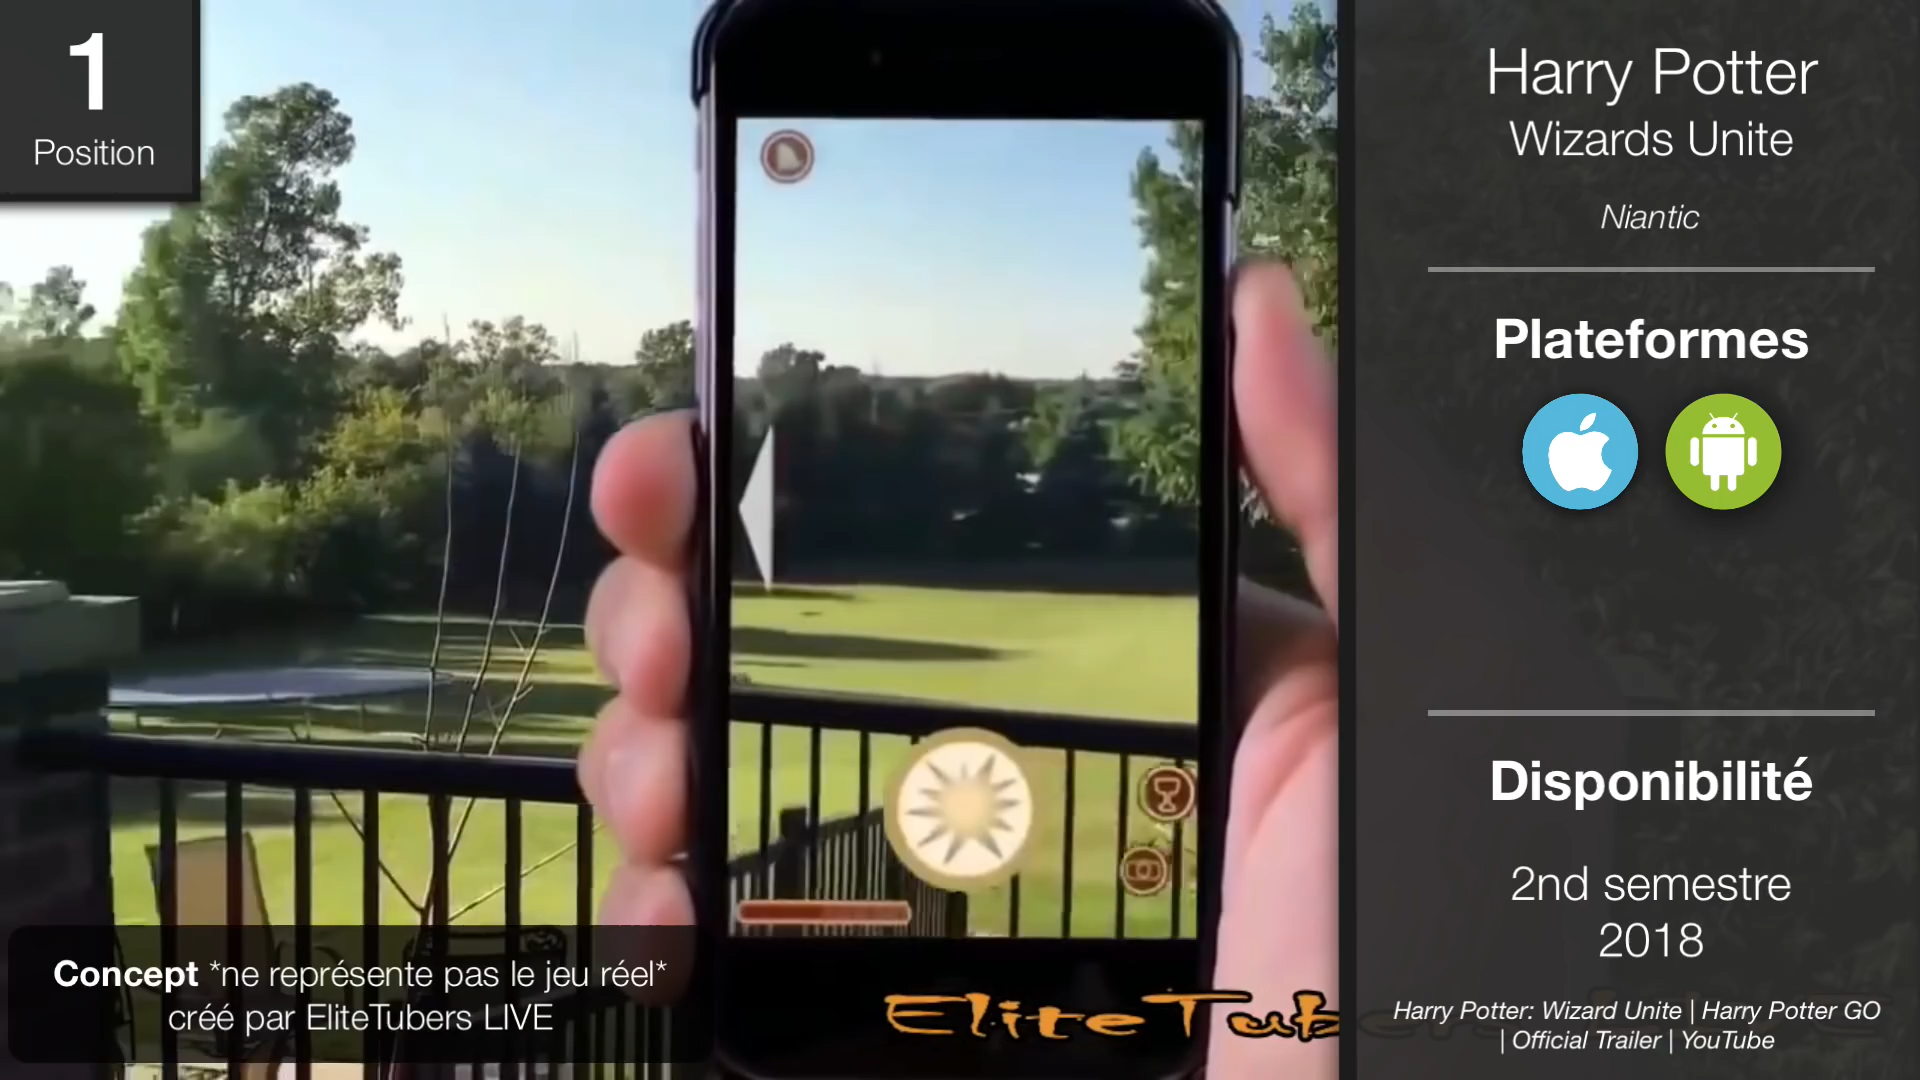 1
Position
Harry Potter
Wizards Unite
Niantic
Plateformes
Disponibilité
2nd semestre
2018
Harry Potter: Wizard Unite | Harry Potter GO
| Official Trailer | YouTube
Concept *ne représente pas le jeu réel*
créé par EliteTubers LIVE
EliteTube